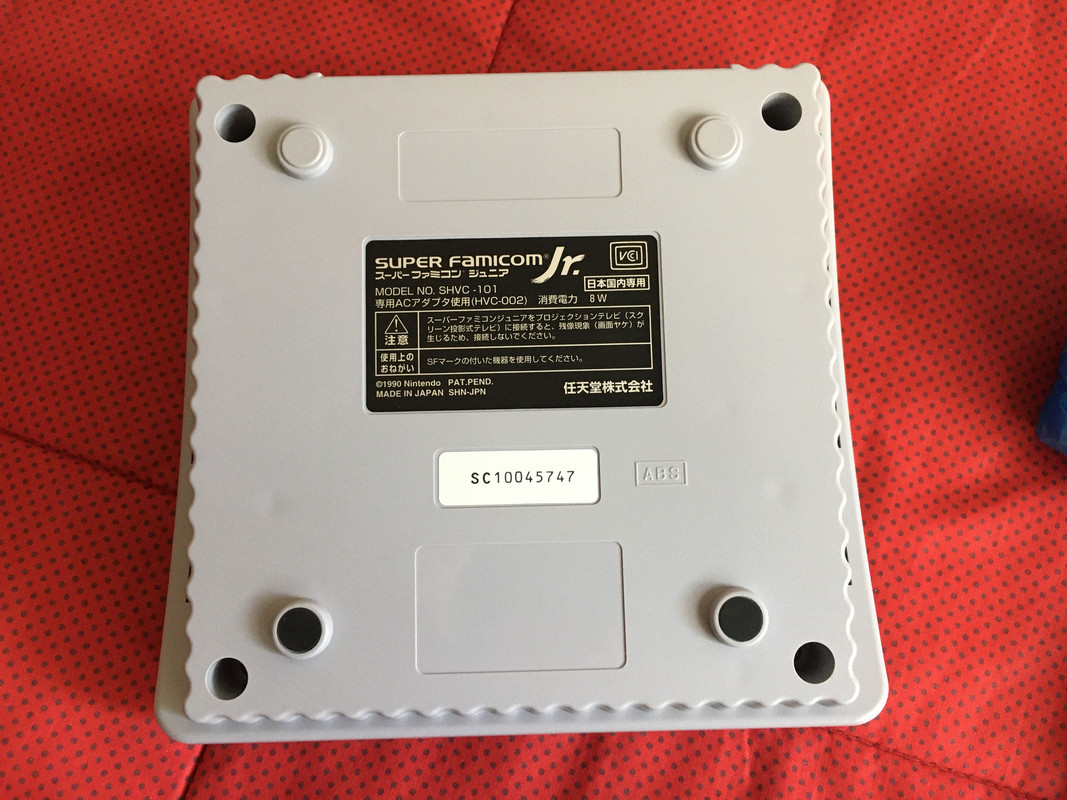 SUPER FAMICOM® Jr.
スーパーファミコン® ジュニア
VCI
MODEL NO. SHVC-101
日本国内専用
専用ACアダプタ使用(HVC-002) 消費電力 8W
注意
スーパーファミコンジュニアをプロジェクションテレビ(スク
リーン投影式テレビ)に接続すると、残像現象(画面ヤケ)が
生じるため、接続しないでください。
使用上の
おねがい
SFマークの付いた機器を使用してください。
©1990 Nintendo PAT.PEND.
MADE IN JAPAN SHN-JPN
任天堂株式会社
SC10045747
ABS